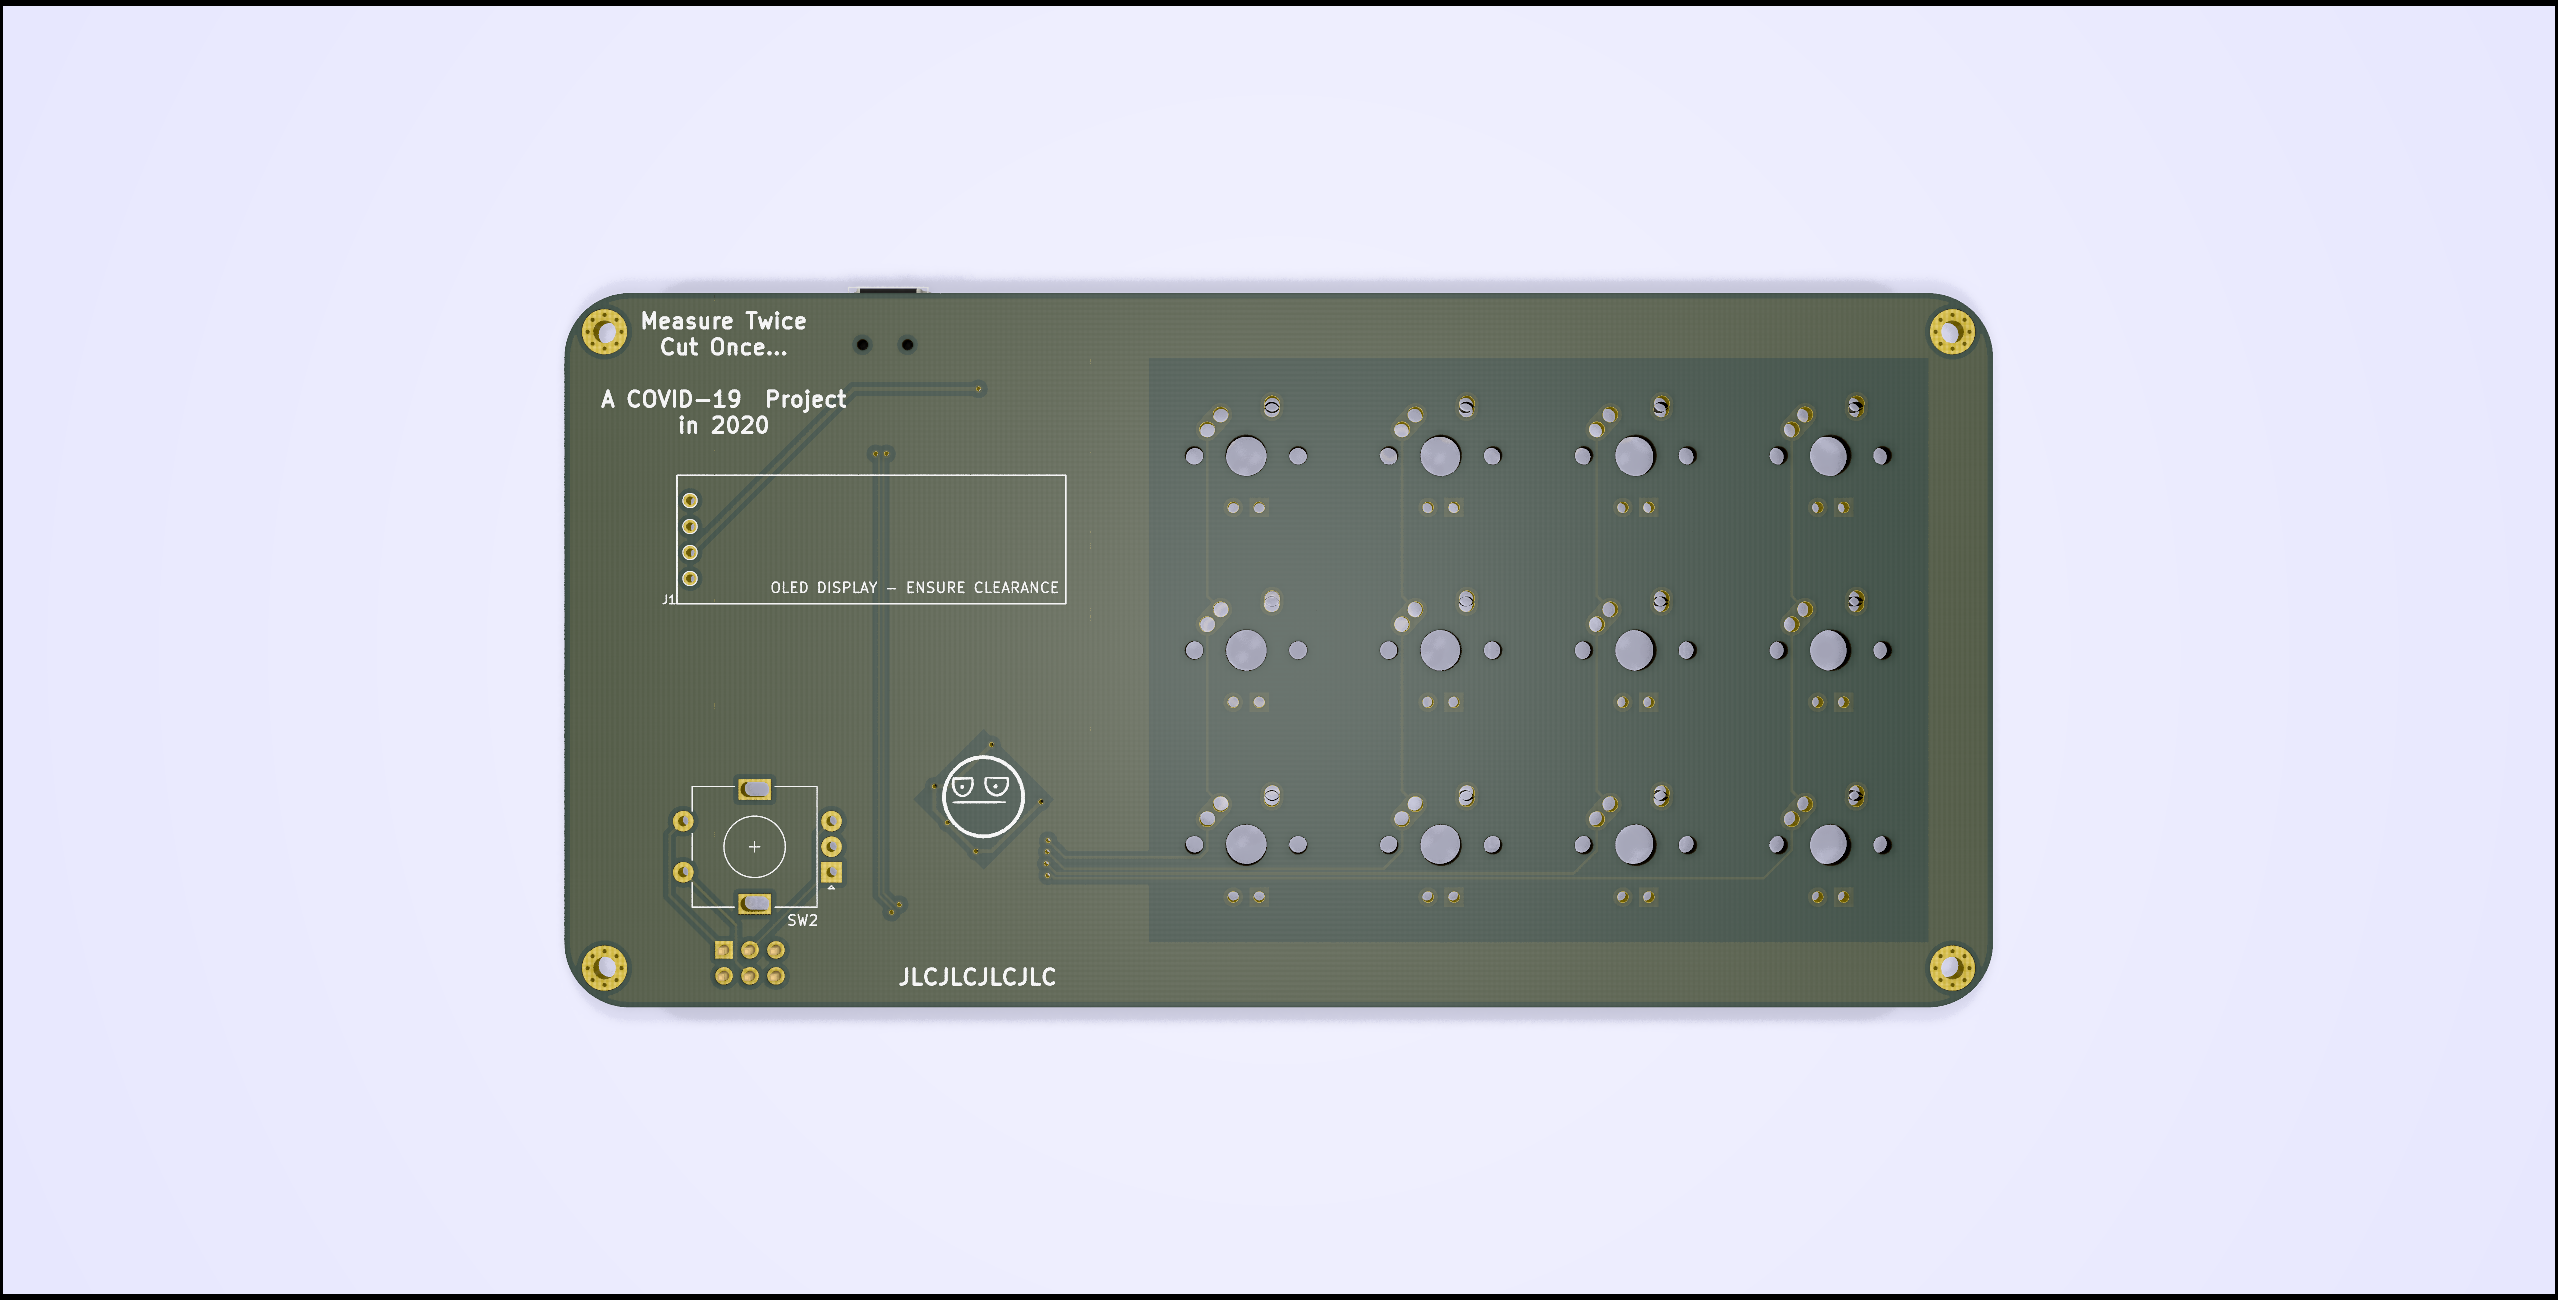 Measure Twice
Cut Once...
A COVID-19 Project
in 2020
OLED DISPLAY - ENSURE CLEARANCE
J1
SW2
JLCJLCJLCJLC